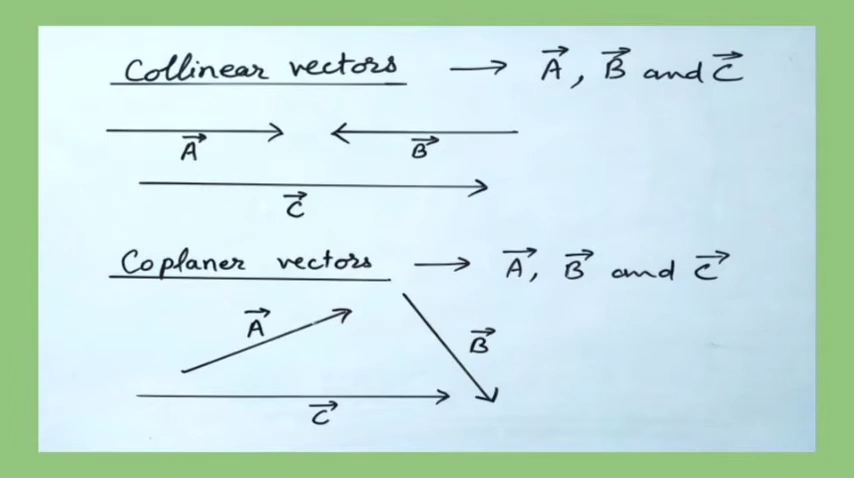 Collinear vectors → A⃗, B⃗ and C⃗
A⃗ B⃗
C⃗
Coplaner vectors → A⃗, B⃗ and C⃗
A⃗
B⃗
C⃗